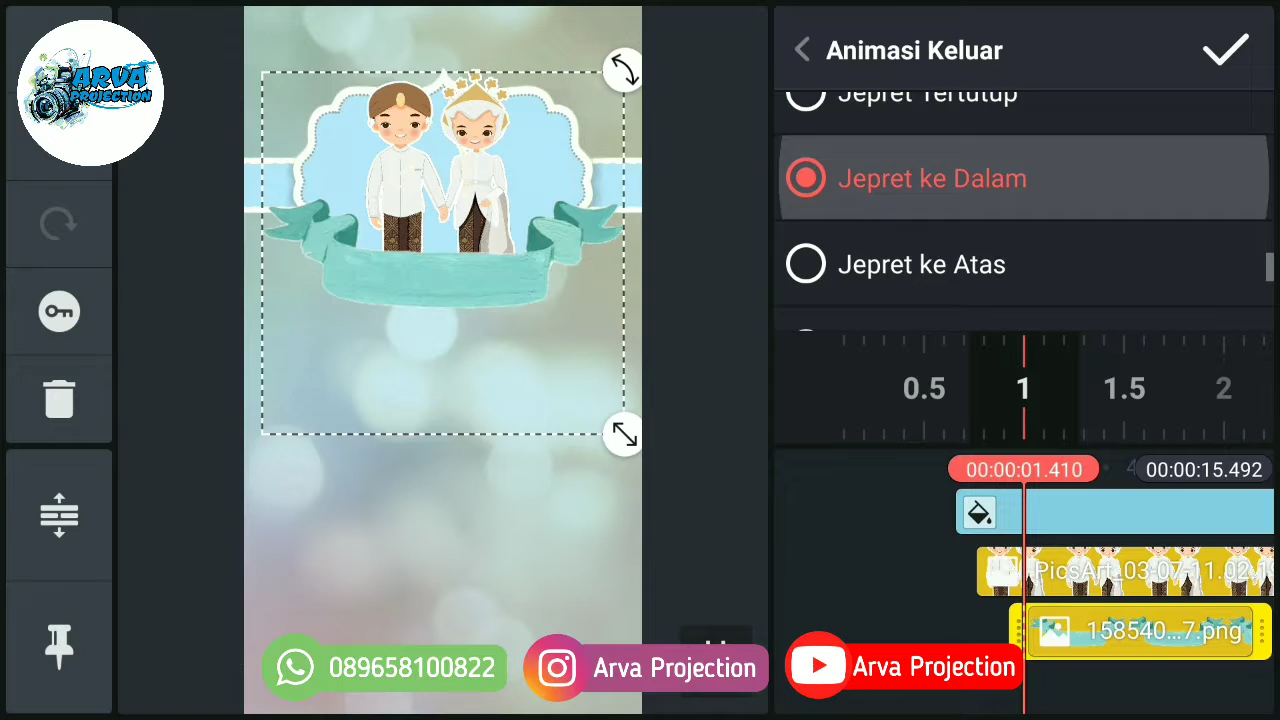 ARVA
PROJECTION
Animasi Keluar
Jepret Tertutup
Jepret ke Dalam
Jepret ke Atas
0.5
1
1.5
2
00:00:01.410
00:00:15.492
PicsArt_03-07-11.02.1
158540...7.png
089658100822
Arva Projection
Arva Projection